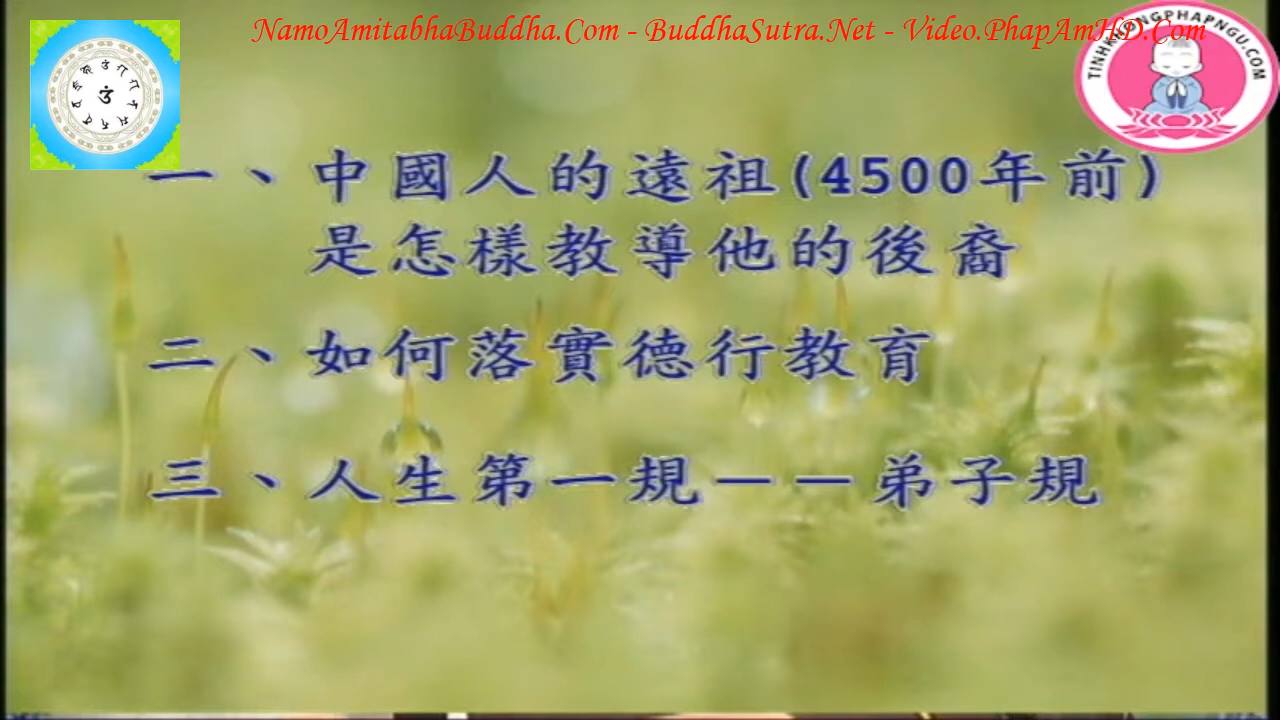 NamoAmitabhaBuddha.Com - BuddhaSutra.Net - Video.PhapAmHD.Com
TINHKHONGPHAPNGU.COM
一、中國人的遠祖(4500年前)
是怎樣教導他的後裔
二、如何落實德行教育
三、人生第一規－－弟子規